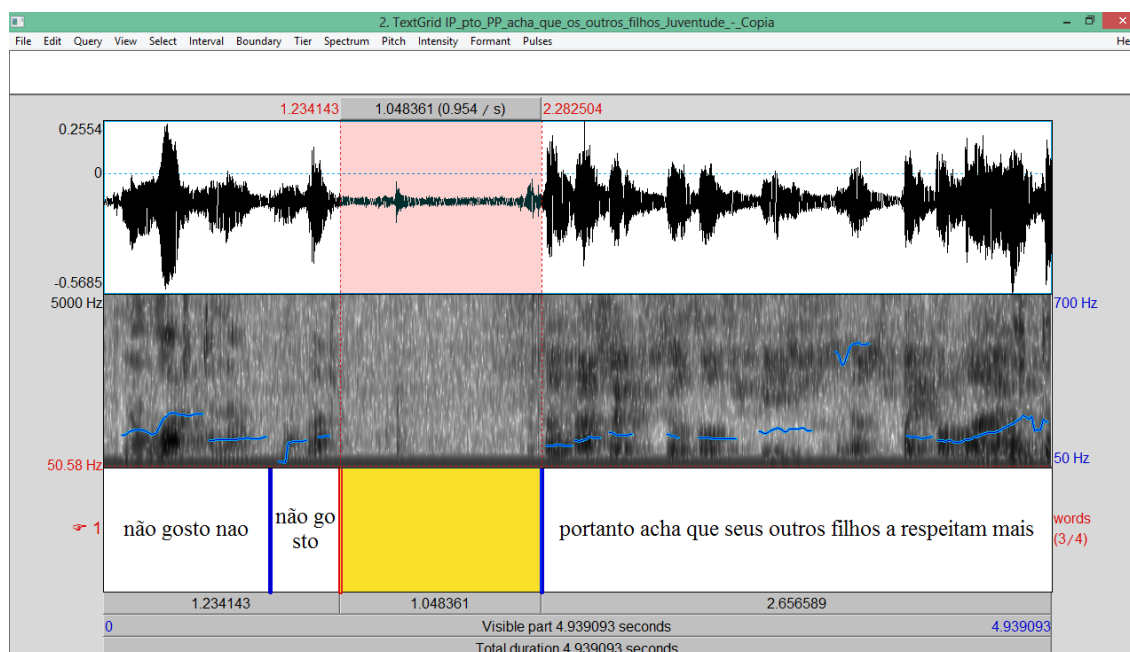 2. TextGrid IP_pto_PP_acha_que_os_outros_filhos_Juventude_-_Copia
File Edit Query View Select Interval Boundary Tier Spectrum Pitch Intensity Formant Pulses He
1.234143 1.048361 (0.954 / s) 2.282504
0.2554
0
-0.5685
5000 Hz 700 Hz
50.58 Hz 50 Hz
1 não gosto nao não go portanto acha que seus outros filhos a respeitam mais words
sto (3/4)
1.234143 1.048361 2.656589
0 Visible part 4.939093 seconds 4.939093
Total duration 4.939093 seconds